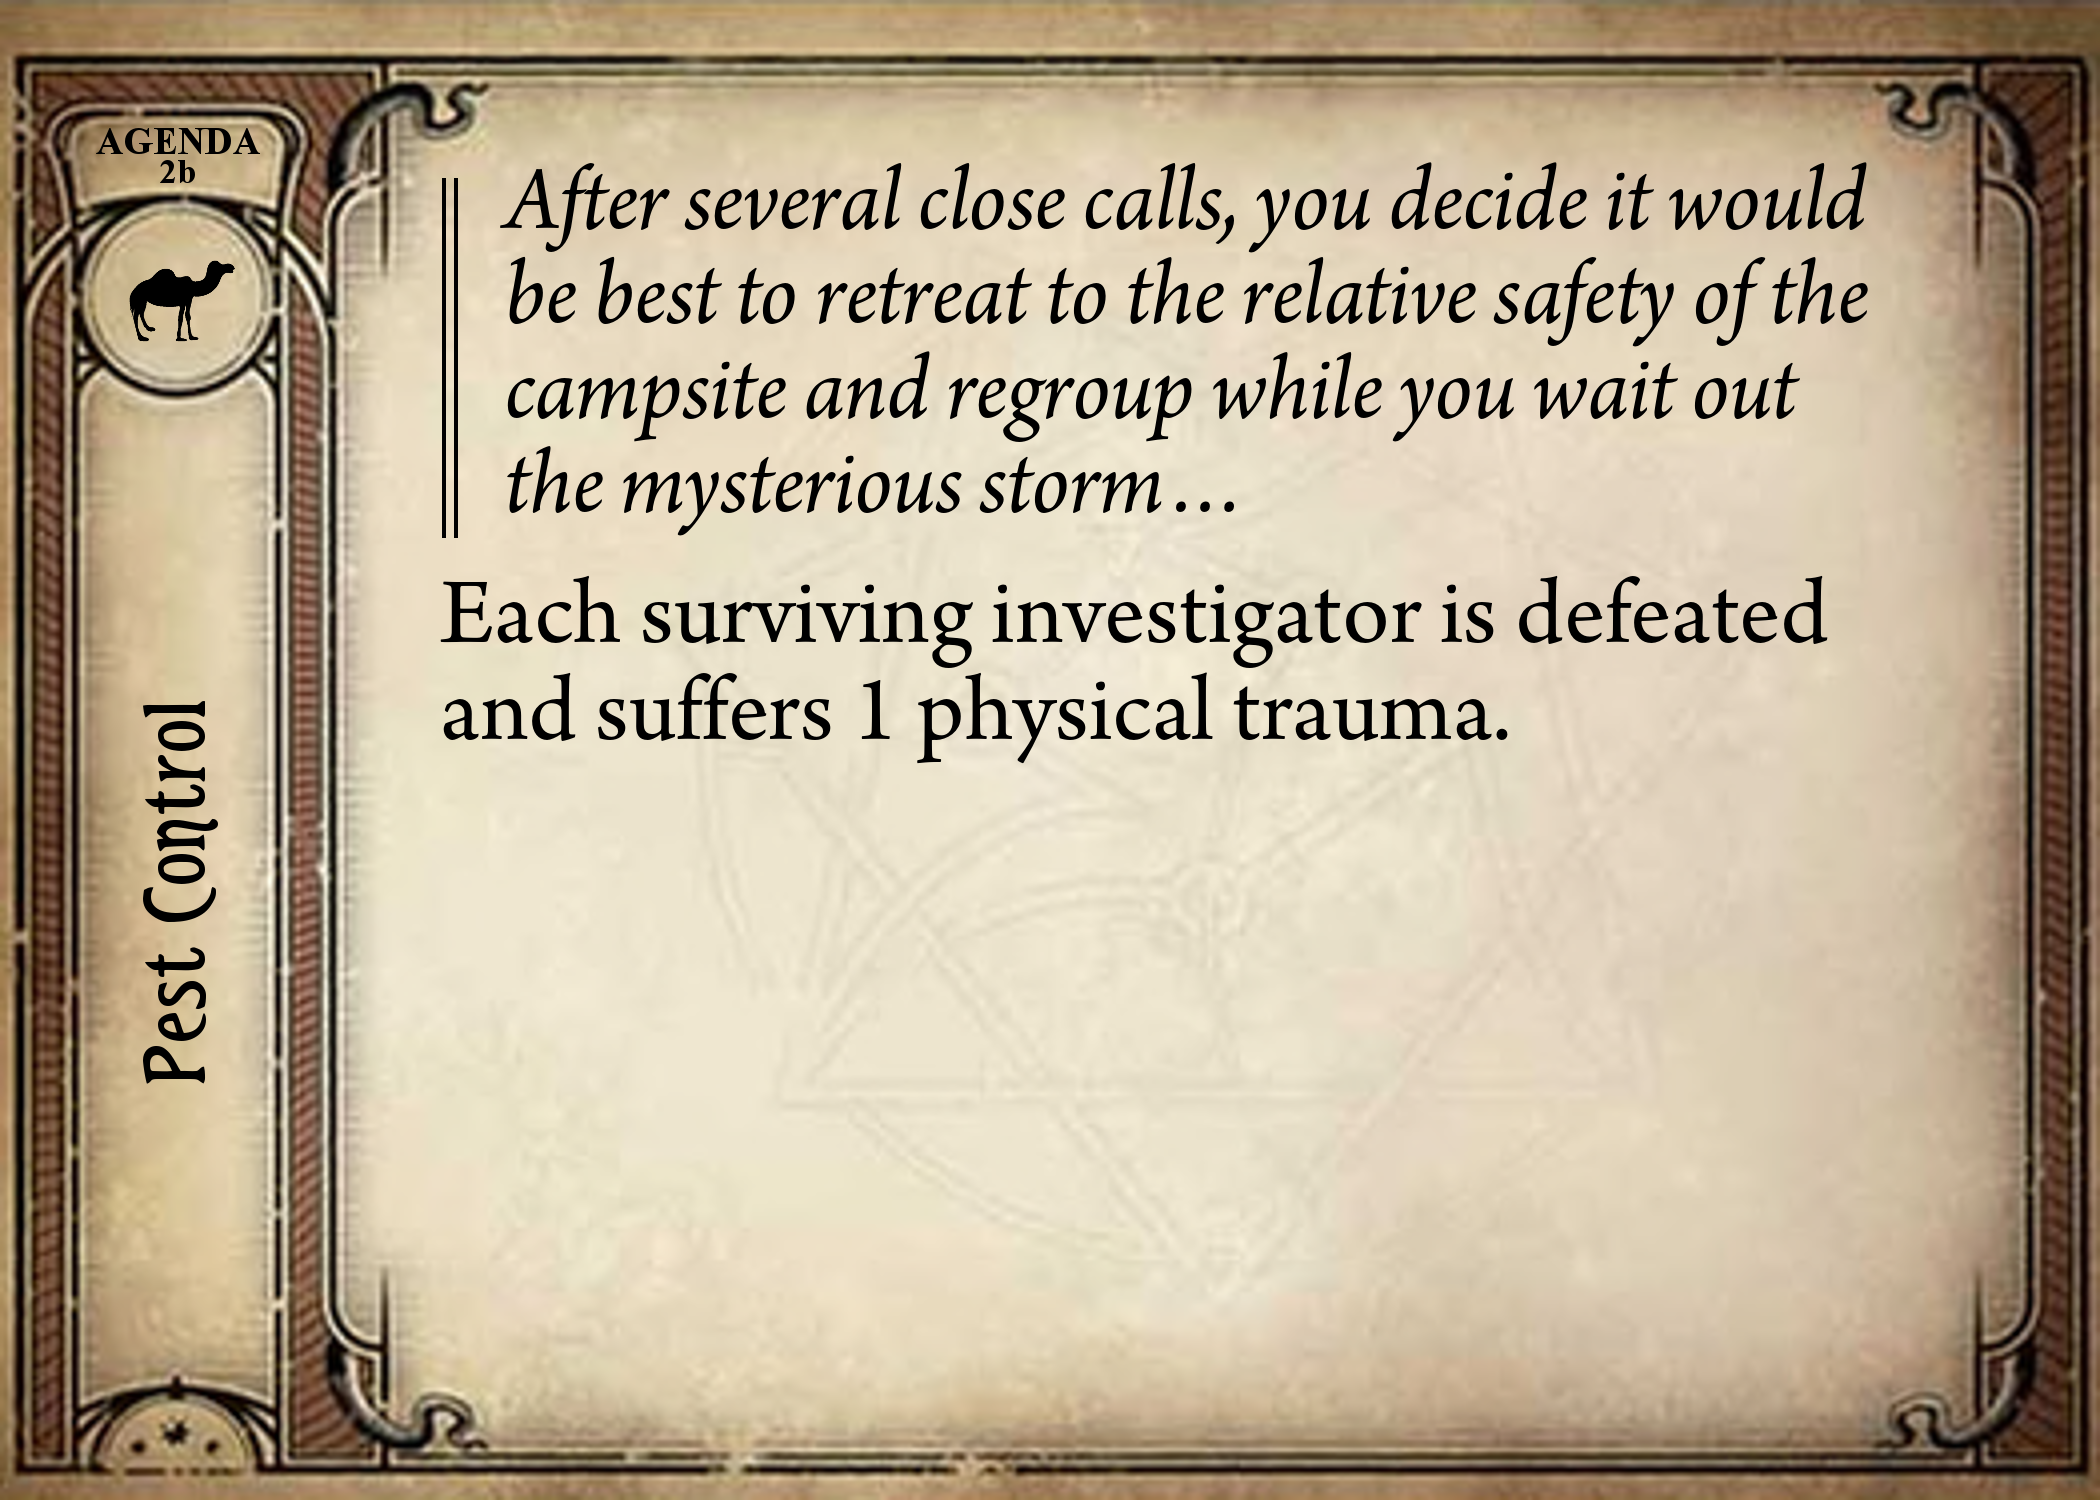 AGENDA
2b
Pest Control
After several close calls, you decide it would
be best to retreat to the relative safety of the
campsite and regroup while you wait out
the mysterious storm…
Each surviving investigator is defeated
and suffers 1 physical trauma.